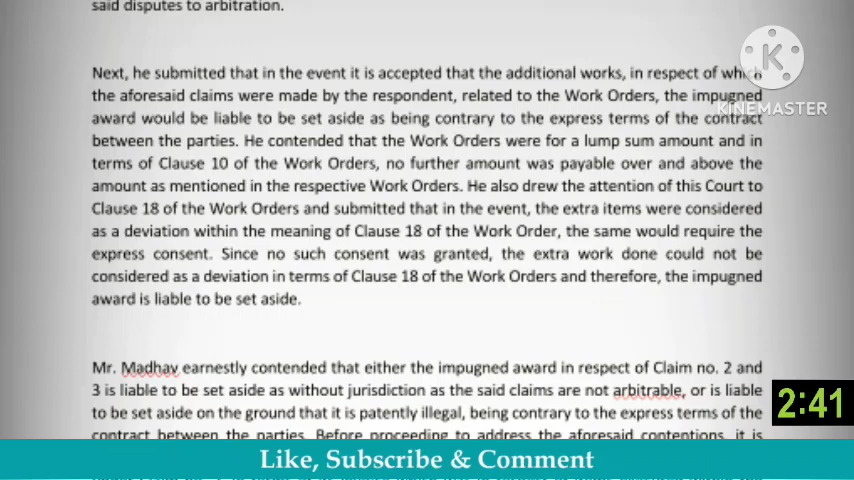 said disputes to arbitration.
Next, he submitted that in the event it is accepted that the additional works, in respect of which
the aforesaid claims were made by the respondent, related to the Work Orders, the impugned
award would be liable to be set aside as being contrary to the express terms of the contract
between the parties. He contended that the Work Orders were for a lump sum amount and in
terms of Clause 10 of the Work Orders, no further amount was payable over and above the
amount as mentioned in the respective Work Orders. He also drew the attention of this Court to
Clause 18 of the Work Orders and submitted that in the event, the extra items were considered
as a deviation within the meaning of Clause 18 of the Work Order, the same would require the
express consent. Since no such consent was granted, the extra work done could not be
considered as a deviation in terms of Clause 18 of the Work Orders and therefore, the impugned
award is liable to be set aside.
Mr. Madhav earnestly contended that either the impugned award in respect of Claim no. 2 and
3 is liable to be set aside as without jurisdiction as the said claims are not arbitrable, or is liable
to be set aside on the ground that it is patently illegal, being contrary to the express terms of the
contract between the parties. Before proceeding to address the aforesaid contentions, it is
KINEMASTER
2:41
Like, Subscribe & Comment